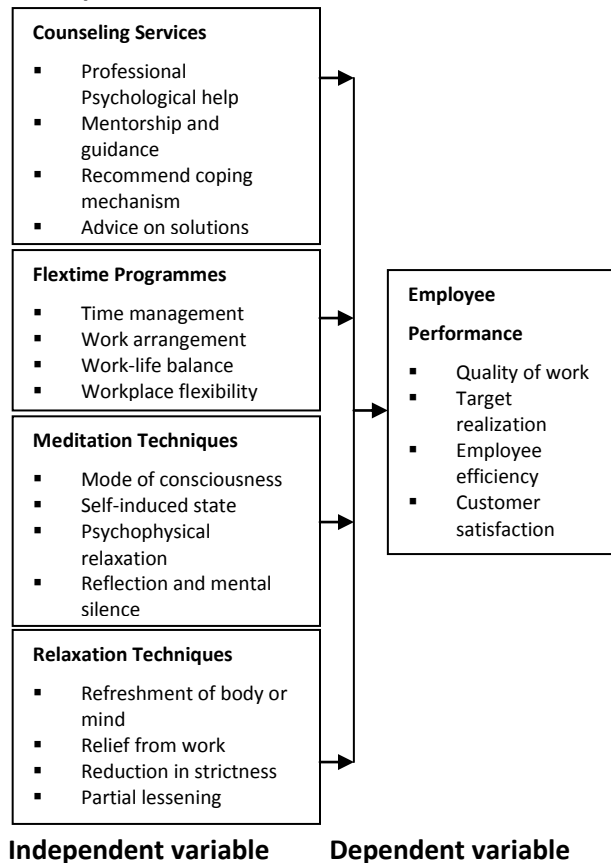 Counseling Services
▪ Professional
Psychological help
▪ Mentorship and
guidance
▪ Recommend coping
mechanism
▪ Advice on solutions
Flextime Programmes
▪ Time management
▪ Work arrangement
▪ Work-life balance
▪ Workplace flexibility
Meditation Techniques
▪ Mode of consciousness
▪ Self-induced state
▪ Psychophysical
relaxation
▪ Reflection and mental
silence
Relaxation Techniques
▪ Refreshment of body or
mind
▪ Relief from work
▪ Reduction in strictness
▪ Partial lessening
Employee
Performance
▪ Quality of work
▪ Target
realization
▪ Employee
efficiency
▪ Customer
satisfaction
Independent variable
Dependent variable